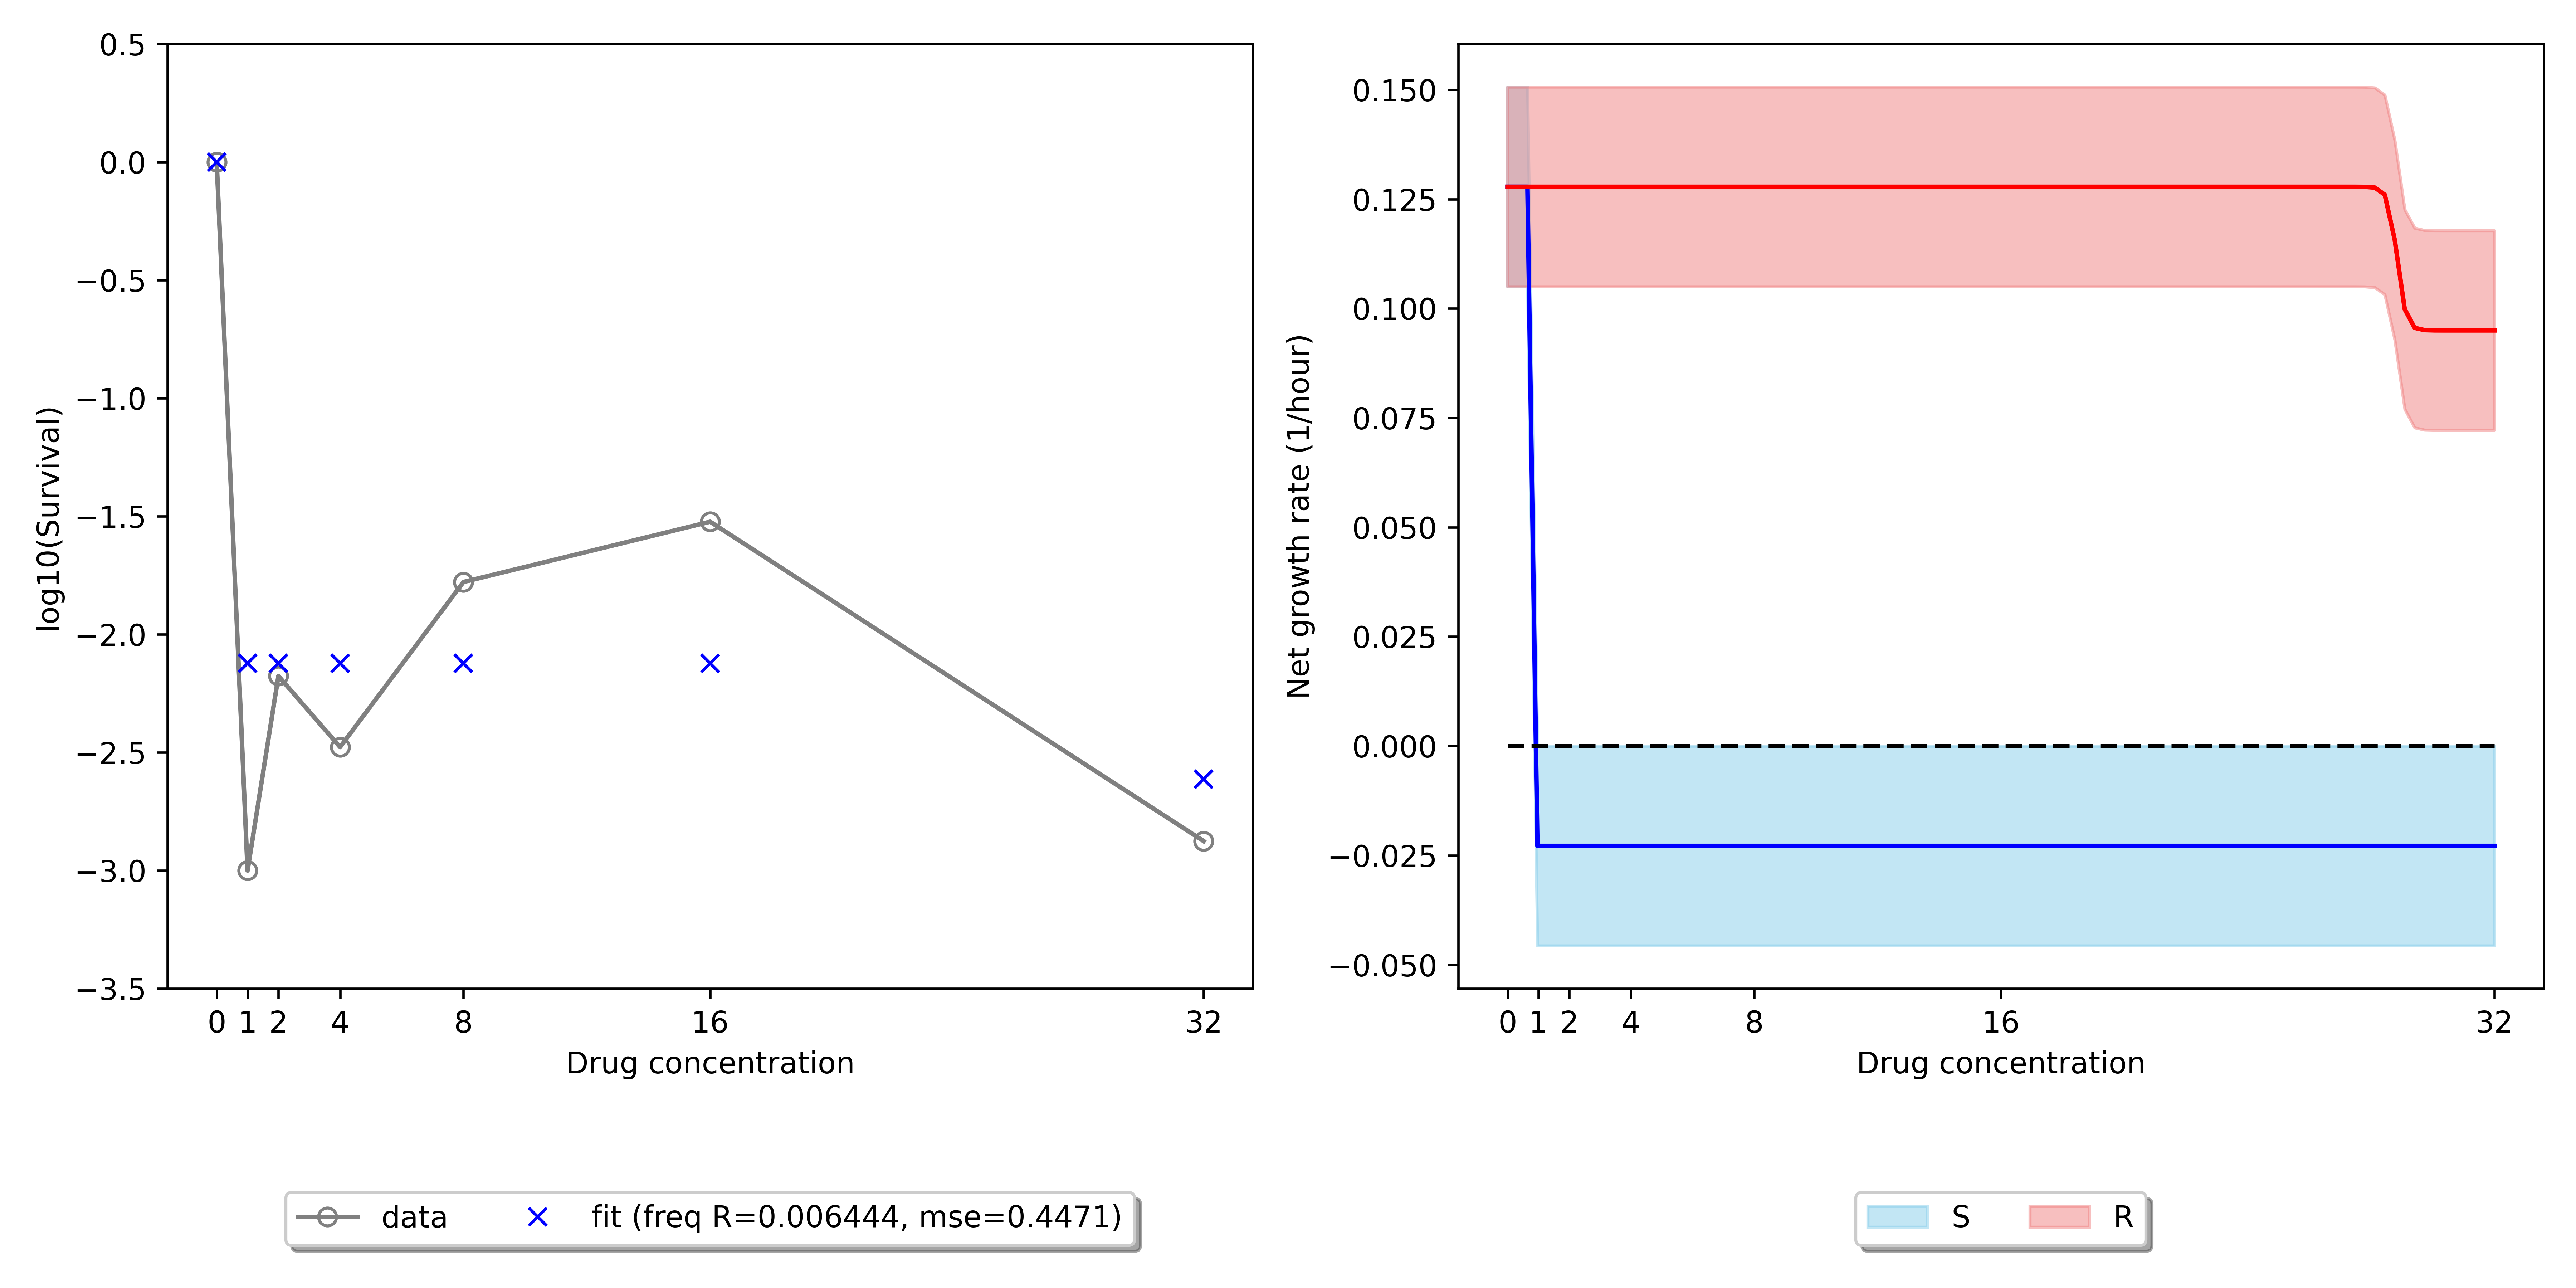 0.5
0.0
−0.5
−1.0
−1.5
−2.0
−2.5
−3.0
−3.5
log10(Survival)
0 1 2 4 8 16 32
Drug concentration
data fit (freq R=0.006444, mse=0.4471)
0.150
0.125
0.100
0.075
0.050
0.025
0.000
−0.025
−0.050
Net growth rate (1/hour)
0 1 2 4 8 16 32
Drug concentration
S R